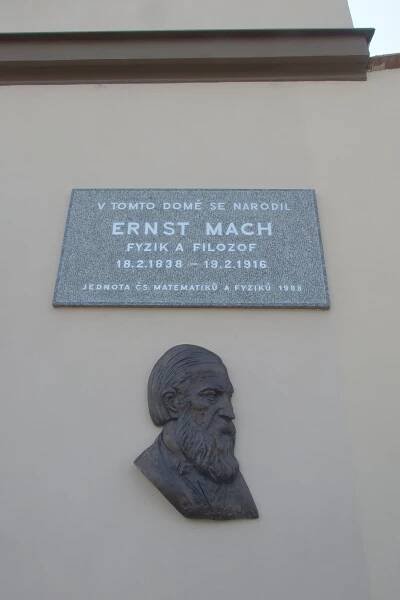 V TOMTO DOMĚ SE NARODIL
ERNST MACH
FYZIK A FILOZOF
18.2.1838 – 19.2.1916
JEDNOTA ČS. MATEMATIKŮ A FYZIKŮ 1988